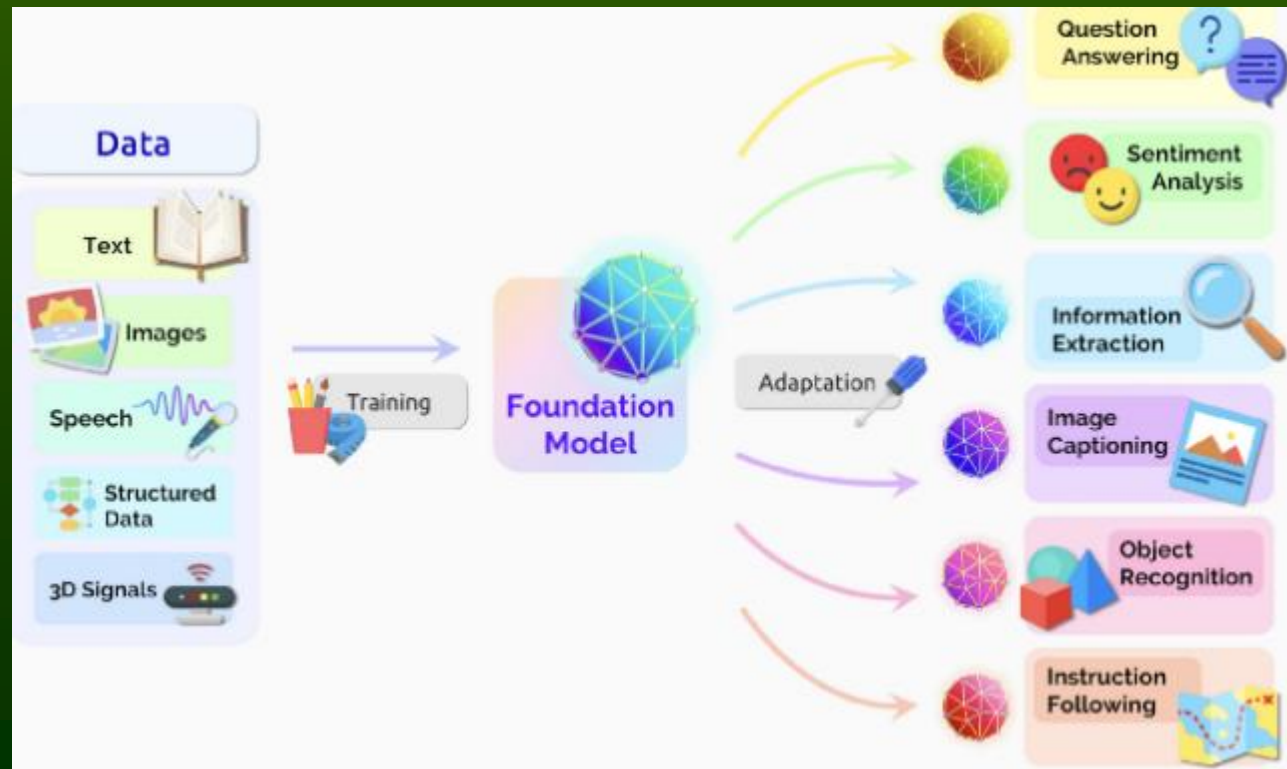 Data
Text
Images
Speech
Structured
Data
3D Signals
Training
Foundation
Model
Adaptation
Question
Answering
Sentiment
Analysis
Information
Extraction
Image
Captioning
Object
Recognition
Instruction
Following